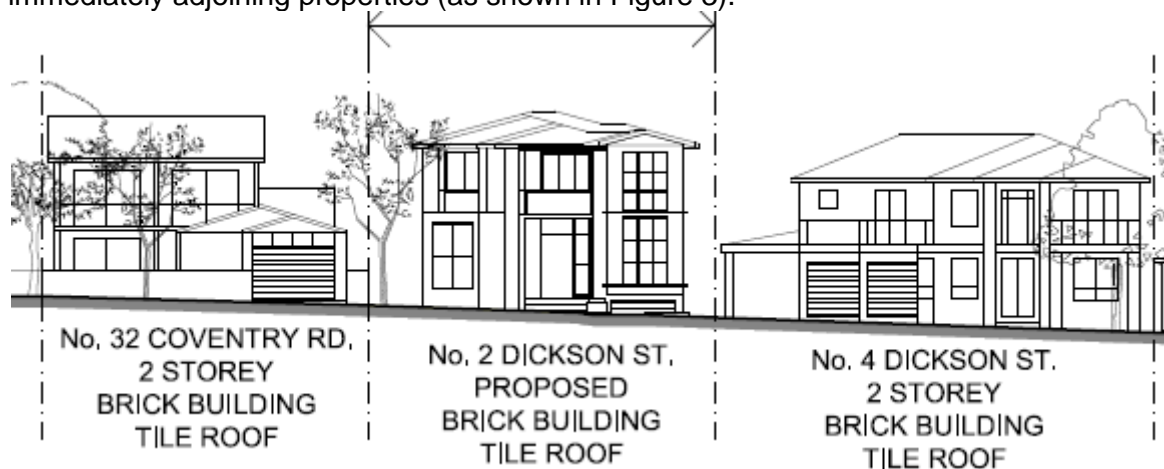 immediately adjoining properties (as shown in Figure 3).
No. 32 COVENTRY RD.
2 STOREY
BRICK BUILDING
TILE ROOF
No. 2 DICKSON ST.
PROPOSED
BRICK BUILDING
TILE ROOF
No. 4 DICKSON ST.
2 STOREY
BRICK BUILDING
TILE ROOF